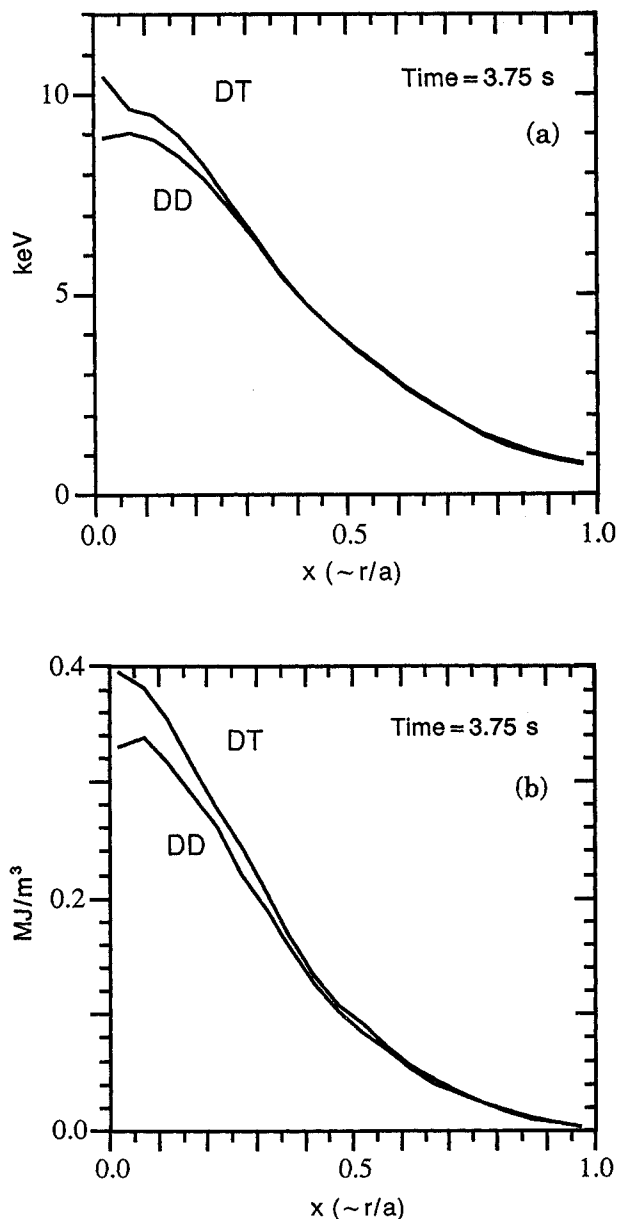 DT
Time = 3.75 s
(a)
DD
keV
10
5
0
0.0
0.5
1.0
x (~r/a)
0.4
DT
Time = 3.75 s
(b)
DD
MJ/m³
0.2
0.0
0.0
0.5
1.0
x (~r/a)